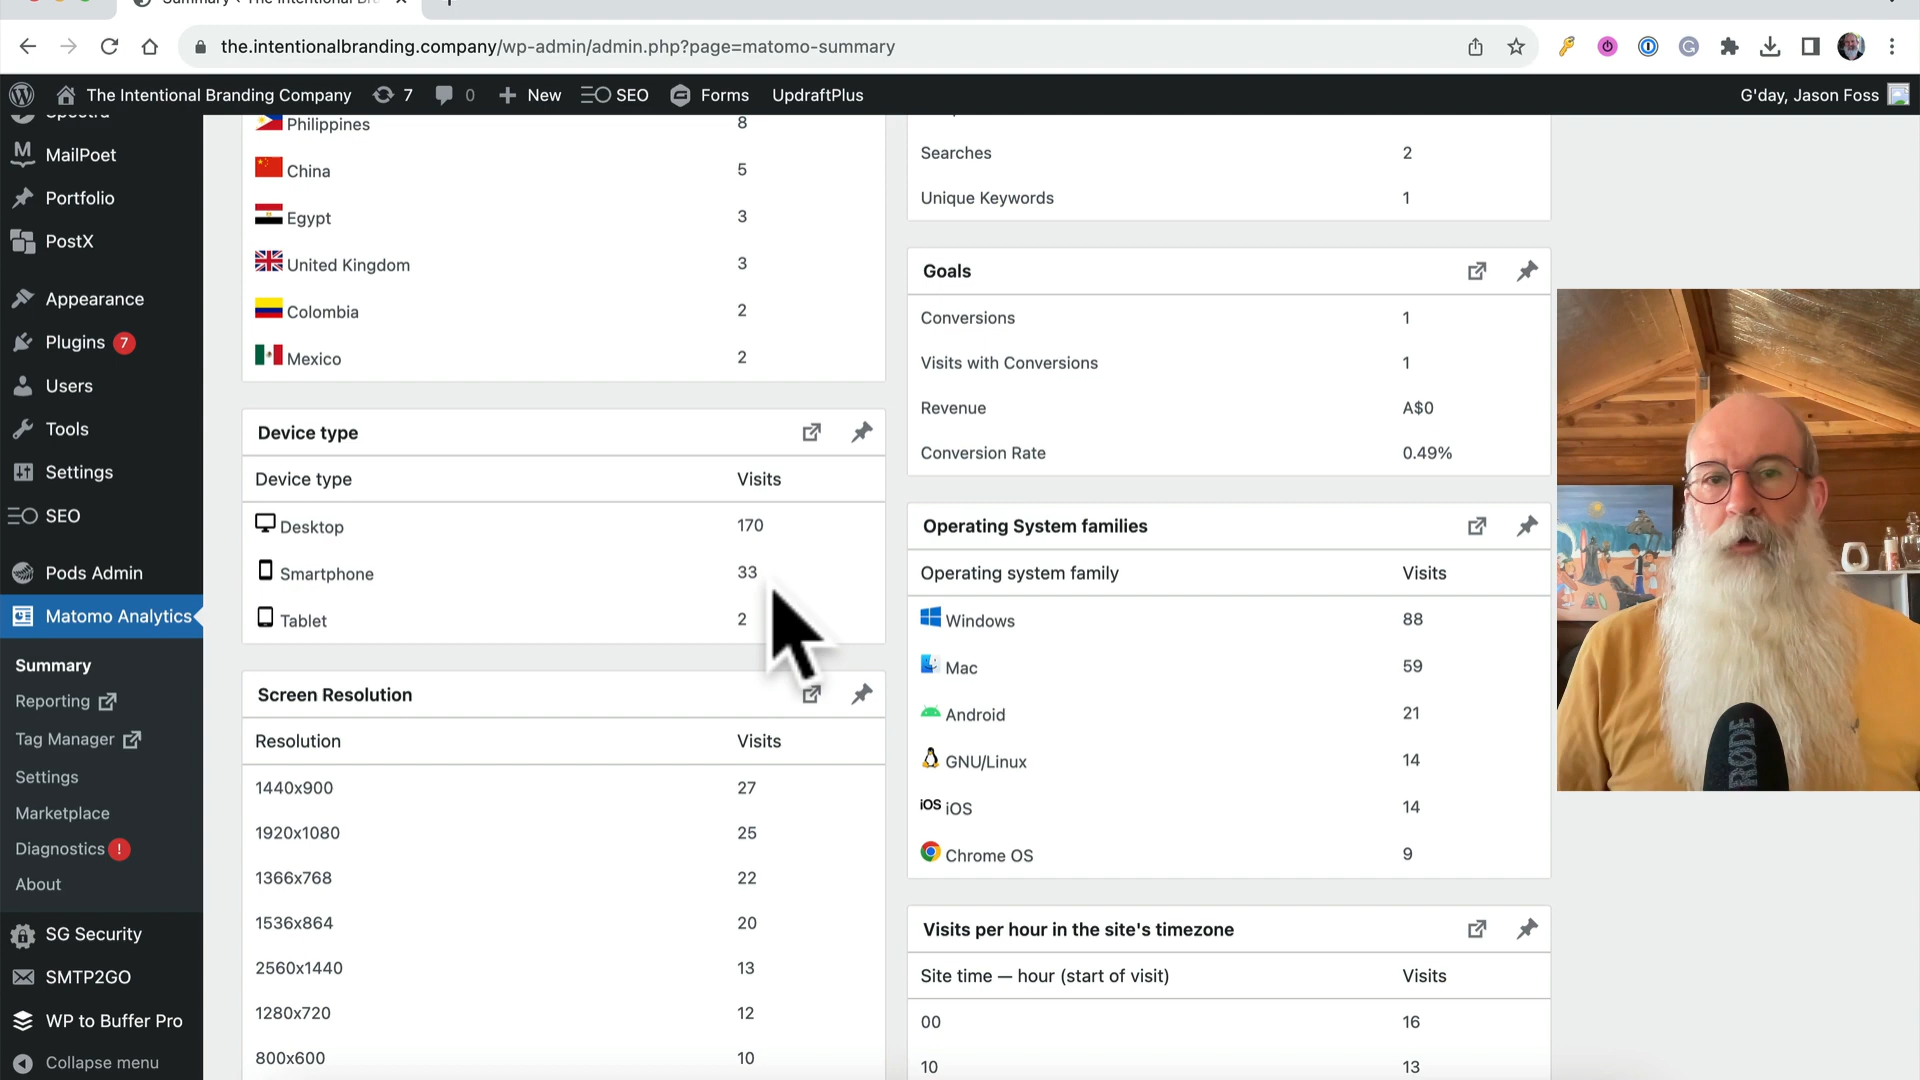 the.intentionalbranding.company/wp-admin/admin.php?page=matomo-summary
The Intentional Branding Company
7
0
New
SEO
Forms
UpdraftPlus
G'day, Jason Foss
Spectra
MailPoet
Portfolio
PostX
Appearance
Plugins 7
Users
Tools
Settings
SEO
Pods Admin
Matomo Analytics
Summary
Reporting
Tag Manager
Settings
Marketplace
Diagnostics !
About
SG Security
SMTP2GO
WP to Buffer Pro
Collapse menu
Philippines 8
China 5
Egypt 3
United Kingdom 3
Colombia 2
Mexico 2
Device type
Device type Visits
Desktop 170
Smartphone 33
Tablet 2
Screen Resolution
Resolution Visits
1440x900 27
1920x1080 25
1366x768 22
1536x864 20
2560x1440 13
1280x720 12
800x600 10
Searches 2
Unique Keywords 1
Goals
Conversions 1
Visits with Conversions 1
Revenue A$0
Conversion Rate 0.49%
Operating System families
Operating system family Visits
Windows 88
Mac 59
Android 21
GNU/Linux 14
iOS iOS 14
Chrome OS 9
Visits per hour in the site's timezone
Site time — hour (start of visit) Visits
00 16
10 13
RØDE